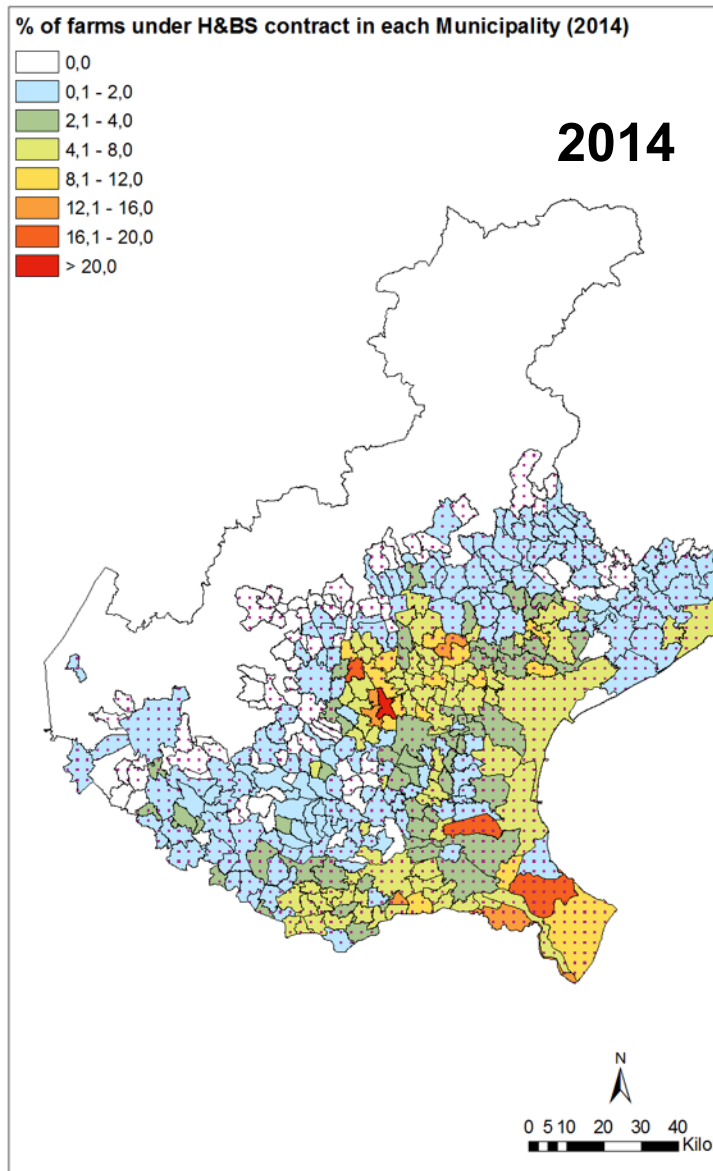 % of farms under H&BS contract in each Municipality (2014)
0,0
0,1 - 2,0
2,1 - 4,0
4,1 - 8,0
8,1 - 12,0
12,1 - 16,0
16,1 - 20,0
> 20,0
2014
N
0 5 10 20 30 40
Kilo